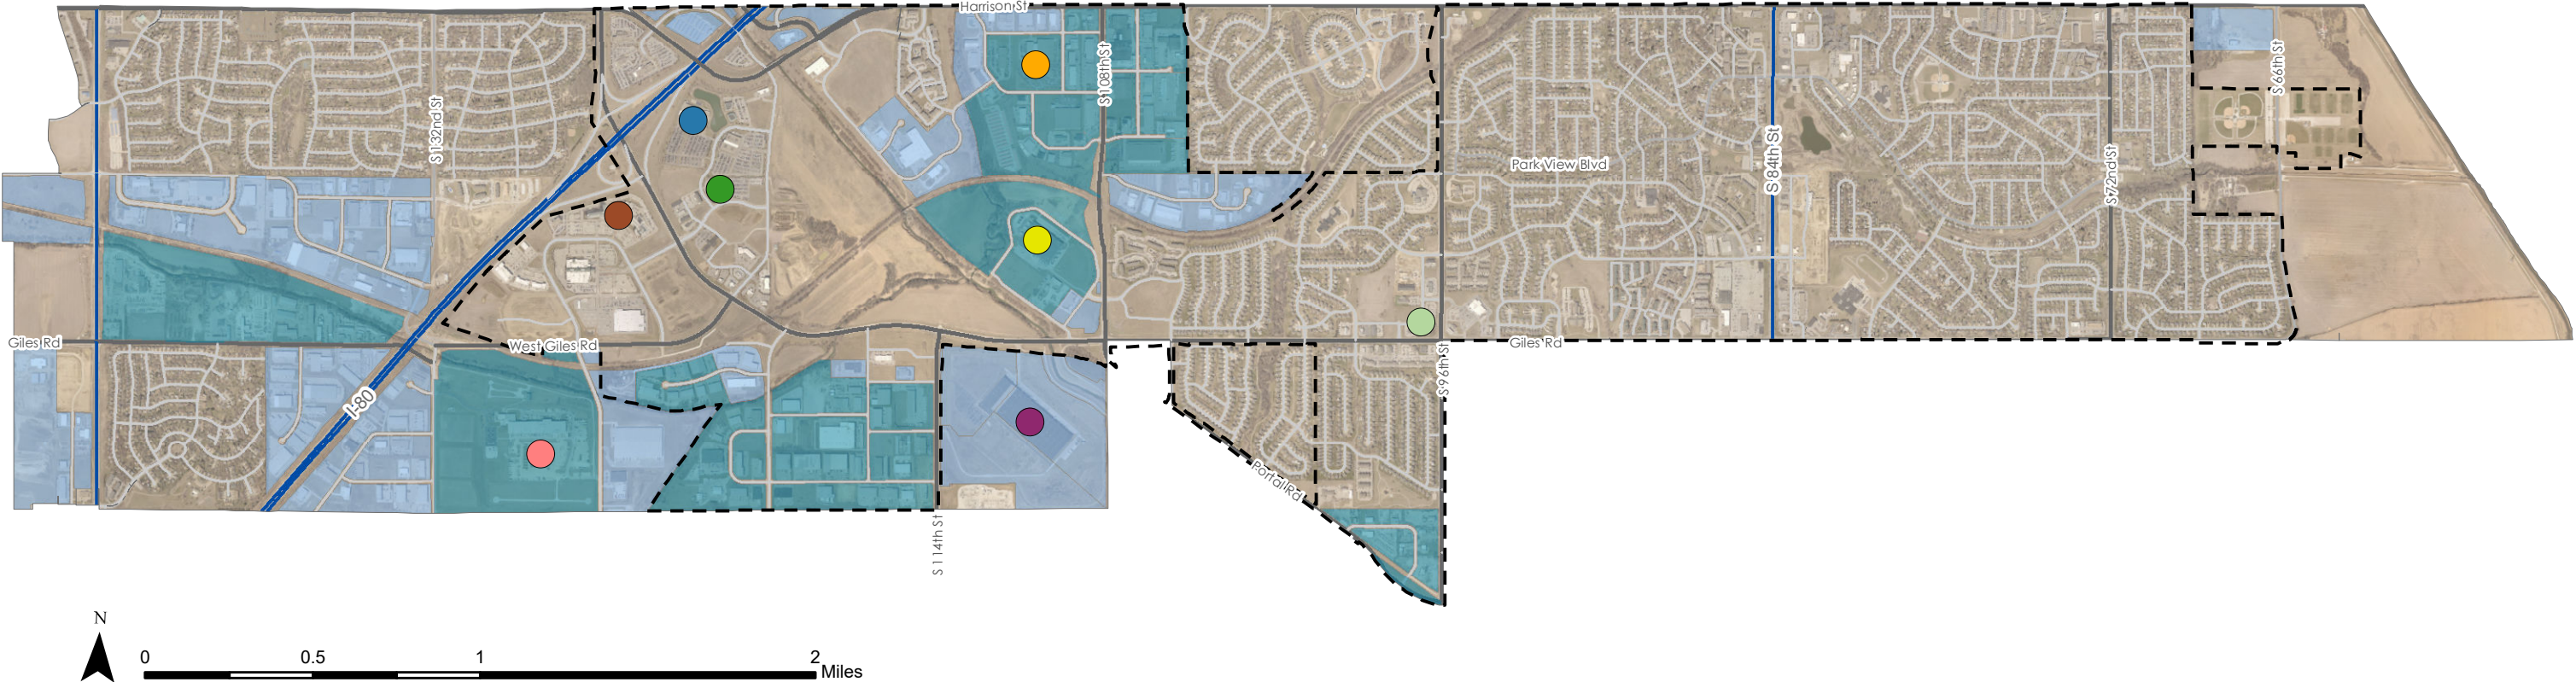 Harrison St
S 108th St
S 66th St
S 132nd St
S 84th St
Park View Blvd
S 72nd St
Giles Rd
West Giles Rd
Giles Rd
S 96th St
I-80
Portal Rd
S 114th St
N
0 0.5 1 2 Miles